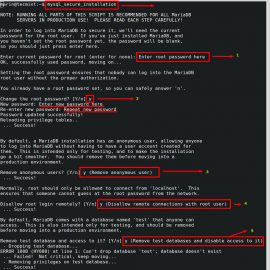 aaron@tecmint:~$ mysql_secure_installation
NOTE: RUNNING ALL PARTS OF THIS SCRIPT IS RECOMMENDED FOR ALL MariaDB
SERVERS IN PRODUCTION USE! PLEASE READ EACH STEP CAREFULLY!
In order to log into MariaDB to secure it, we'll need the current
password for the root user. If you've just installed MariaDB, and
you haven't set the root password yet, the password will be blank,
so you should just press enter here.
Enter current password for root (enter for none): Enter root password here
1
OK, successfully used password, moving on...
Setting the root password ensures that nobody can log into the MariaDB
root user without the proper authorisation.
You already have a root password set, so you can safely answer 'n'.
Change the root password? [Y/n] y
2
New password: Enter new password here
Re-enter new password: Repeat new password
Password updated successfully!
Reloading privilege tables..
... Success!
By default, a MariaDB installation has an anonymous user, allowing anyone
to log into MariaDB without having to have a user account created for
them. This is intended only for testing, and to make the installation
go a bit smoother. You should remove them before moving into a
production environment.
Remove anonymous users? [Y/n] y (Remove anonymous user)
3
... Success!
Normally, root should only be allowed to connect from 'localhost'. This
ensures that someone cannot guess at the root password from the network.
Disallow root login remotely? [Y/n] y (Disallow remote connections with root user)
4
... Success!
By default, MariaDB comes with a database named 'test' that anyone can
access. This is also intended only for testing, and should be removed
before moving into a production environment.
Remove test database and access to it? [Y/n] y (Remove test databases and disable access to it)
- Dropping test database...
ERROR 1008 (HY000) at line 1: Can't drop database 'test'; database doesn't exist
... Failed! Not critical, keep moving...
- Removing privileges on test database...
... Success!